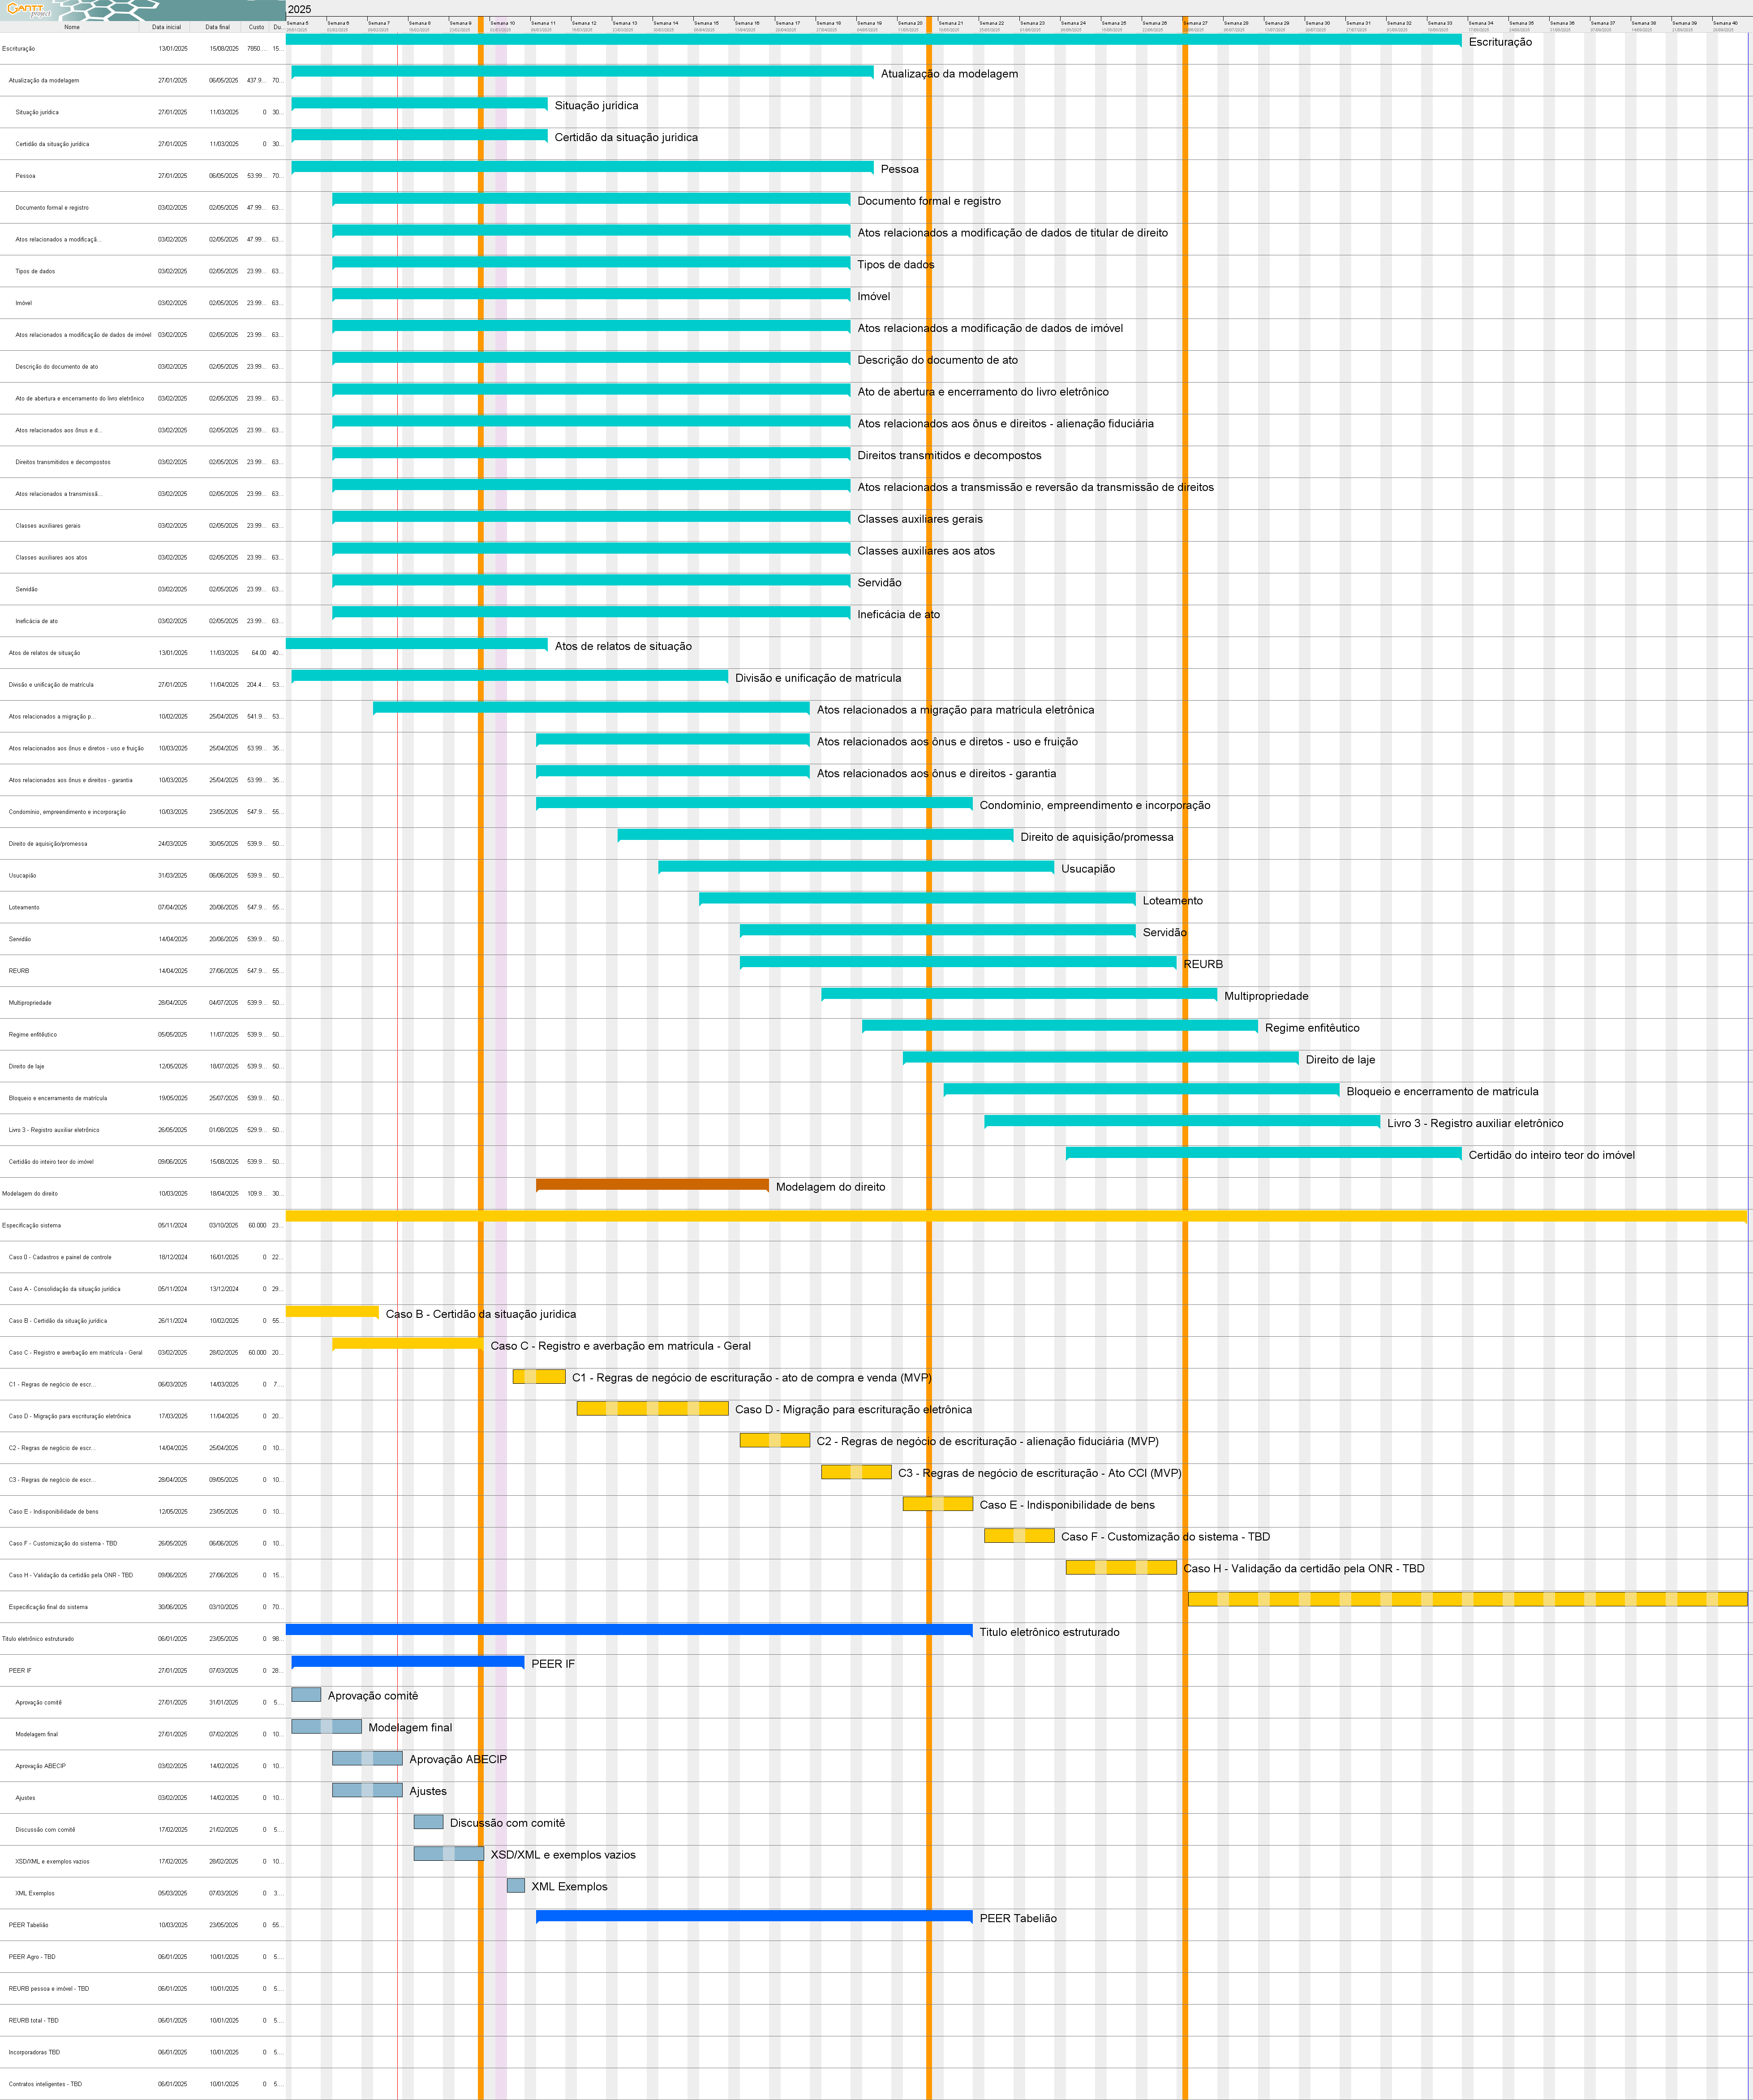 GANTT project
2025
Nome Data inicial Data final Custo Du...
Semana 5 Semana 6 Semana 7 Semana 8 Semana 9 Semana 10 Semana 11 Semana 12 Semana 13 Semana 14 Semana 15 Semana 16 Semana 17 Semana 18 Semana 19 Semana 20 Semana 21 Semana 22 Semana 23 Semana 24 Semana 25 Semana 26 Semana 27 Semana 28 Semana 29 Semana 30 Semana 31 Semana 32 Semana 33 Semana 34 Semana 35 Semana 36 Semana 37 Semana 38 Semana 39 Semana 40
Escrituração 13/01/2025 15/08/2025 7850.... 15... Escrituração
Atualização da modelagem 27/01/2025 06/05/2025 437.9... 70... Atualização da modelagem
Situação jurídica 27/01/2025 11/03/2025 0 30... Situação jurídica
Certidão da situação jurídica 27/01/2025 11/03/2025 0 30... Certidão da situação jurídica
Pessoa 27/01/2025 06/05/2025 53.99... 70... Pessoa
Documento formal e registro 03/02/2025 02/05/2025 47.99... 63... Documento formal e registro
Atos relacionados a modificaçã... 03/02/2025 02/05/2025 47.99... 63... Atos relacionados a modificação de dados de titular de direito
Tipos de dados 03/02/2025 02/05/2025 23.99... 63... Tipos de dados
Imóvel 03/02/2025 02/05/2025 23.99... 63... Imóvel
Atos relacionados a modificação de dados de imóvel 03/02/2025 02/05/2025 23.99... 63... Atos relacionados a modificação de dados de imóvel
Descrição do documento de ato 03/02/2025 02/05/2025 23.99... 63... Descrição do documento de ato
Ato de abertura e encerramento do livro eletrônico 03/02/2025 02/05/2025 23.99... 63... Ato de abertura e encerramento do livro eletrônico
Atos relacionados aos ônus e d... 03/02/2025 02/05/2025 23.99... 63... Atos relacionados aos ônus e direitos - alienação fiduciária
Direitos transmitidos e decompostos 03/02/2025 02/05/2025 23.99... 63... Direitos transmitidos e decompostos
Atos relacionados a transmissã... 03/02/2025 02/05/2025 23.99... 63... Atos relacionados a transmissão e reversão da transmissão de direitos
Classes auxiliares gerais 03/02/2025 02/05/2025 23.99... 63... Classes auxiliares gerais
Classes auxiliares aos atos 03/02/2025 02/05/2025 23.99... 63... Classes auxiliares aos atos
Servidão 03/02/2025 02/05/2025 23.99... 63... Servidão
Ineficácia de ato 03/02/2025 02/05/2025 23.99... 63... Ineficácia de ato
Atos de relatos de situação 13/01/2025 11/03/2025 64.00 40... Atos de relatos de situação
Divisão e unificação de matrícula 27/01/2025 11/04/2025 204.4... 53... Divisão e unificação de matrícula
Atos relacionados a migração p... 10/02/2025 25/04/2025 541.9... 53... Atos relacionados a migração para matrícula eletrônica
Atos relacionados aos ônus e diretos - uso e fruição 10/03/2025 25/04/2025 53.99... 35... Atos relacionados aos ônus e diretos - uso e fruição
Atos relacionados aos ônus e direitos - garantia 10/03/2025 25/04/2025 53.99... 35... Atos relacionados aos ônus e direitos - garantia
Condomínio, empreendimento e incorporação 10/03/2025 23/05/2025 547.9... 55... Condomínio, empreendimento e incorporação
Direito de aquisição/promessa 24/03/2025 30/05/2025 539.9... 50... Direito de aquisição/promessa
Usucapião 31/03/2025 06/06/2025 539.9... 50... Usucapião
Loteamento 07/04/2025 20/06/2025 547.9... 55... Loteamento
Servidão 14/04/2025 20/06/2025 539.9... 50... Servidão
REURB 14/04/2025 27/06/2025 547.9... 55... REURB
Multipropriedade 28/04/2025 04/07/2025 539.9... 50... Multipropriedade
Regime enfitêutico 05/05/2025 11/07/2025 539.9... 50... Regime enfitêutico
Direito de laje 12/05/2025 18/07/2025 539.9... 50... Direito de laje
Bloqueio e encerramento de matrícula 19/05/2025 25/07/2025 539.9... 50... Bloqueio e encerramento de matrícula
Livro 3 - Registro auxiliar eletrônico 26/05/2025 01/08/2025 529.9... 50... Livro 3 - Registro auxiliar eletrônico
Certidão do inteiro teor do imóvel 09/06/2025 15/08/2025 539.9... 50... Certidão do inteiro teor do imóvel
Modelagem do direito 10/03/2025 18/04/2025 109.9... 30... Modelagem do direito
Especificação sistema 05/11/2024 03/10/2025 60.000 23...
Caso 0 - Cadastros e painel de controle 18/12/2024 16/01/2025 0 22...
Caso A - Consolidação da situação jurídica 05/11/2024 13/12/2024 0 29...
Caso B - Certidão da situação jurídica 26/11/2024 10/02/2025 0 55... Caso B - Certidão da situação jurídica
Caso C - Registro e averbação em matrícula - Geral 03/02/2025 28/02/2025 60.000 20... Caso C - Registro e averbação em matrícula - Geral
C1 - Regras de negócio de escr... 06/03/2025 14/03/2025 0 7... C1 - Regras de negócio de escrituração - ato de compra e venda (MVP)
Caso D - Migração para escrituração eletrônica 17/03/2025 11/04/2025 0 20... Caso D - Migração para escrituração eletrônica
C2 - Regras de negócio de escr... 14/04/2025 25/04/2025 0 10... C2 - Regras de negócio de escrituração - alienação fiduciária (MVP)
C3 - Regras de negócio de escr... 28/04/2025 09/05/2025 0 10... C3 - Regras de negócio de escrituração - Ato CCI (MVP)
Caso E - Indisponibilidade de bens 12/05/2025 23/05/2025 0 10... Caso E - Indisponibilidade de bens
Caso F - Customização do sistema - TBD 26/05/2025 06/06/2025 0 10... Caso F - Customização do sistema - TBD
Caso H - Validação da certidão pela ONR - TBD 09/06/2025 27/06/2025 0 15... Caso H - Validação da certidão pela ONR - TBD
Especificação final do sistema 30/06/2025 03/10/2025 0 70...
Título eletrônico estruturado 06/01/2025 23/05/2025 0 98... Título eletrônico estruturado
PEER IF 27/01/2025 07/03/2025 0 28... PEER IF
Aprovação comitê 27/01/2025 31/01/2025 0 5.... Aprovação comitê
Modelagem final 27/01/2025 07/02/2025 0 10... Modelagem final
Aprovação ABECIP 03/02/2025 14/02/2025 0 10... Aprovação ABECIP
Ajustes 03/02/2025 14/02/2025 0 10... Ajustes
Discussão com comitê 17/02/2025 21/02/2025 0 5.... Discussão com comitê
XSD/XML e exemplos vazios 17/02/2025 28/02/2025 0 10... XSD/XML e exemplos vazios
XML Exemplos 05/03/2025 07/03/2025 0 3.... XML Exemplos
PEER Tabelião 10/03/2025 23/05/2025 0 55... PEER Tabelião
PEER Agro - TBD 06/01/2025 10/01/2025 0 5....
REURB pessoa e imóvel - TBD 06/01/2025 10/01/2025 0 5....
REURB total - TBD 06/01/2025 10/01/2025 0 5....
Incorporadoras TBD 06/01/2025 10/01/2025 0 5....
Contratos inteligentes - TBD 06/01/2025 10/01/2025 0 5....